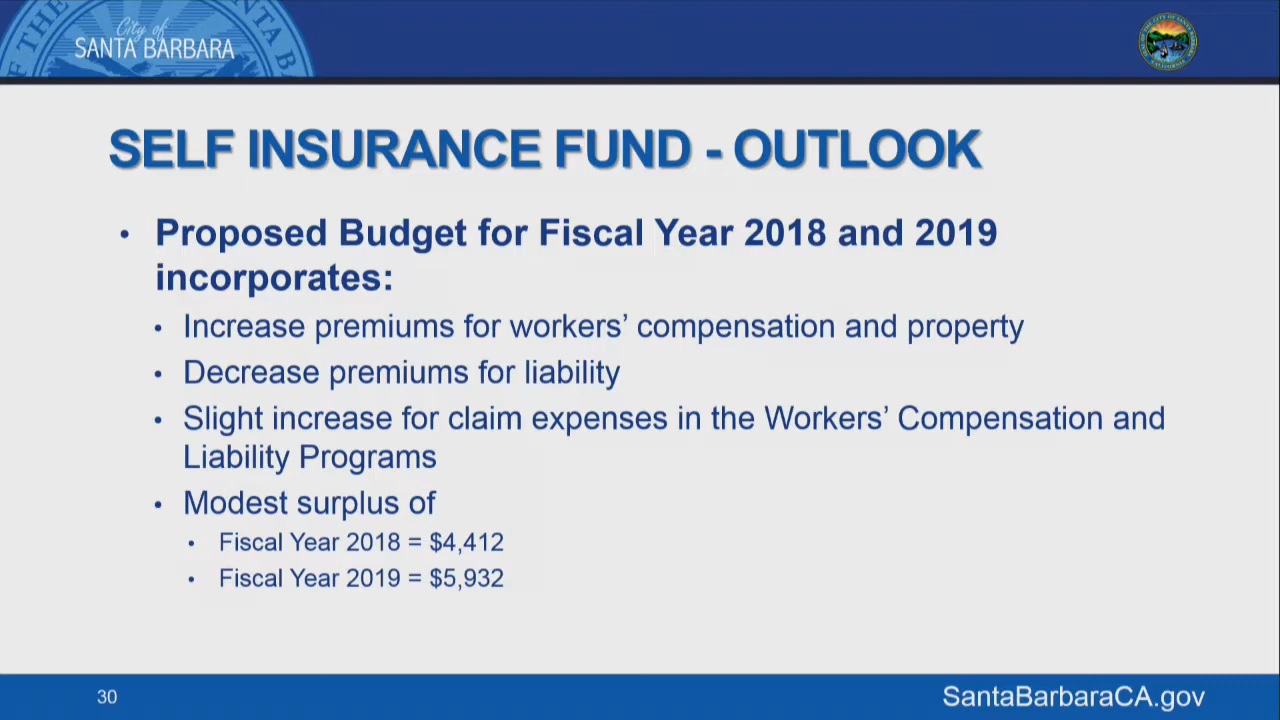 City of
SANTA BARBARA
SELF INSURANCE FUND - OUTLOOK
• Proposed Budget for Fiscal Year 2018 and 2019
incorporates:
• Increase premiums for workers’ compensation and property
• Decrease premiums for liability
• Slight increase for claim expenses in the Workers’ Compensation and
Liability Programs
• Modest surplus of
• Fiscal Year 2018 = $4,412
• Fiscal Year 2019 = $5,932
30
SantaBarbaraCA.gov